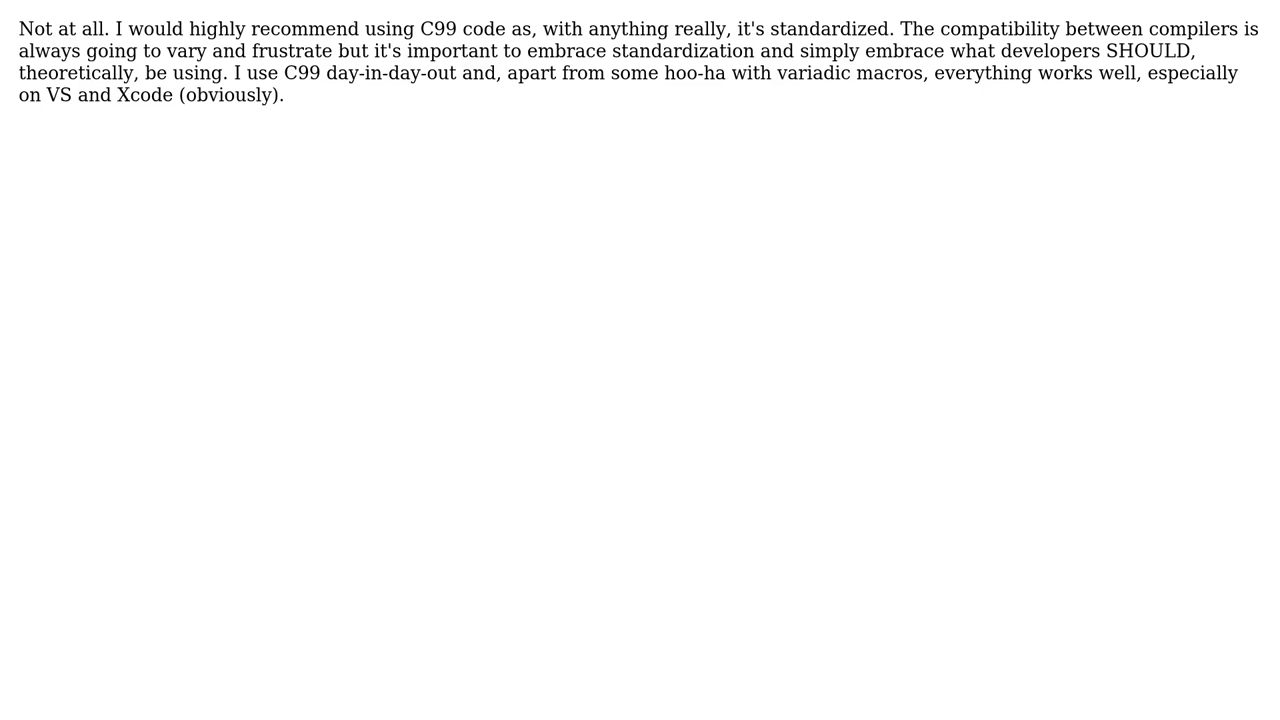 Not at all. I would highly recommend using C99 code as, with anything really, it's standardized. The compatibility between compilers is
always going to vary and frustrate but it's important to embrace standardization and simply embrace what developers SHOULD,
theoretically, be using. I use C99 day-in-day-out and, apart from some hoo-ha with variadic macros, everything works well, especially
on VS and Xcode (obviously).